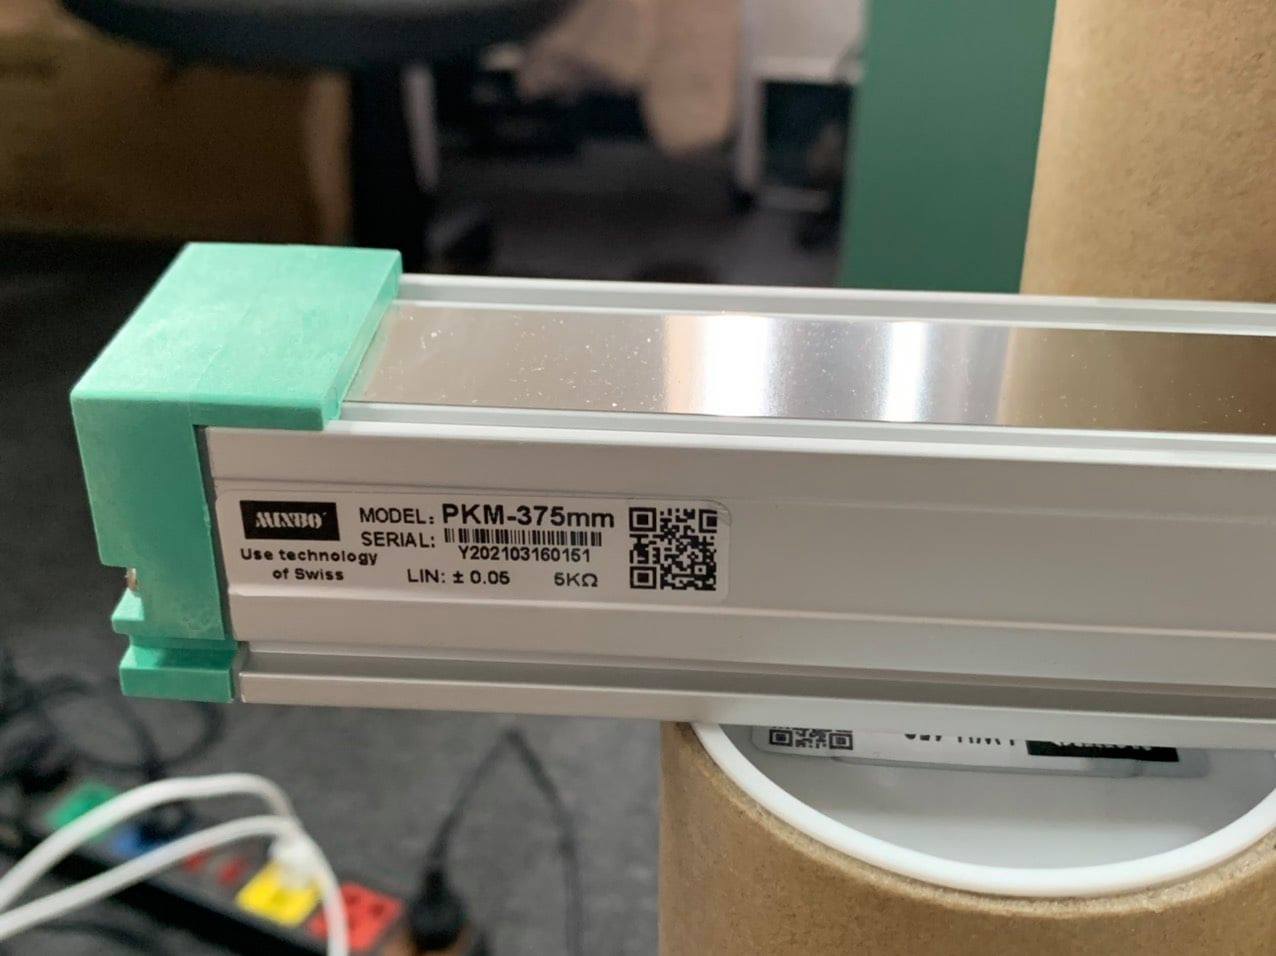 MINBO
MODEL: PKM-375mm
SERIAL:
Y202103160151
Use technology
of Swiss
LIN: ± 0.05 5KΩ